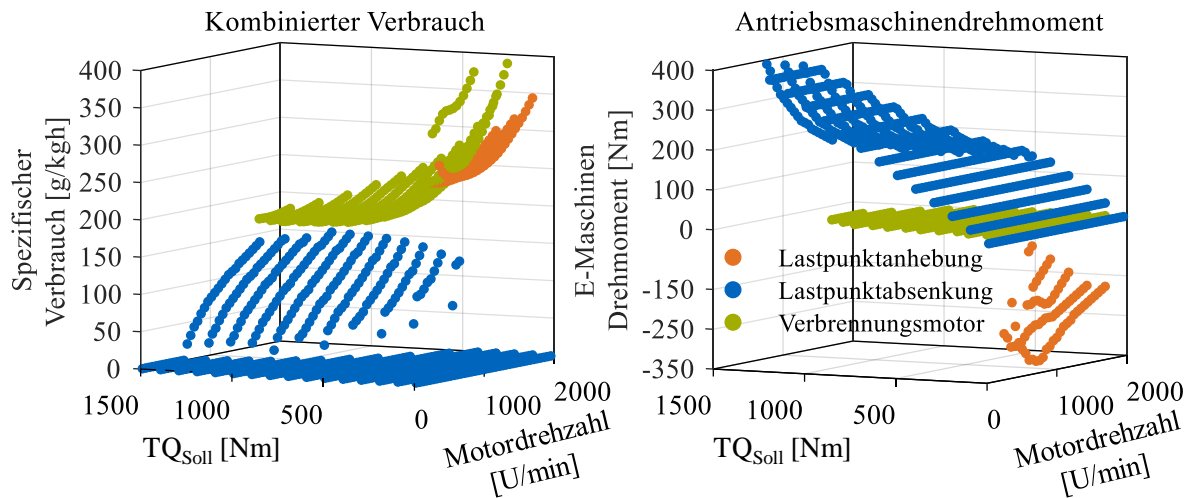 Kombinierter Verbrauch
Spezifischer
Verbrauch [g/kgh]
400
350
300
250
200
150
100
50
0
1500
1000
500
0
1000
2000
TQSoll [Nm]
Motordrehzahl
[U/min]
Antriebsmaschinendrehmoment
E-Maschinen
Drehmoment [Nm]
400
300
200
100
0
-150
-250
-350
1500
1000
500
0
1000
2000
TQSoll [Nm]
Motordrehzahl
[U/min]
Lastpunktanhebung
Lastpunktabsenkung
Verbrennungsmotor